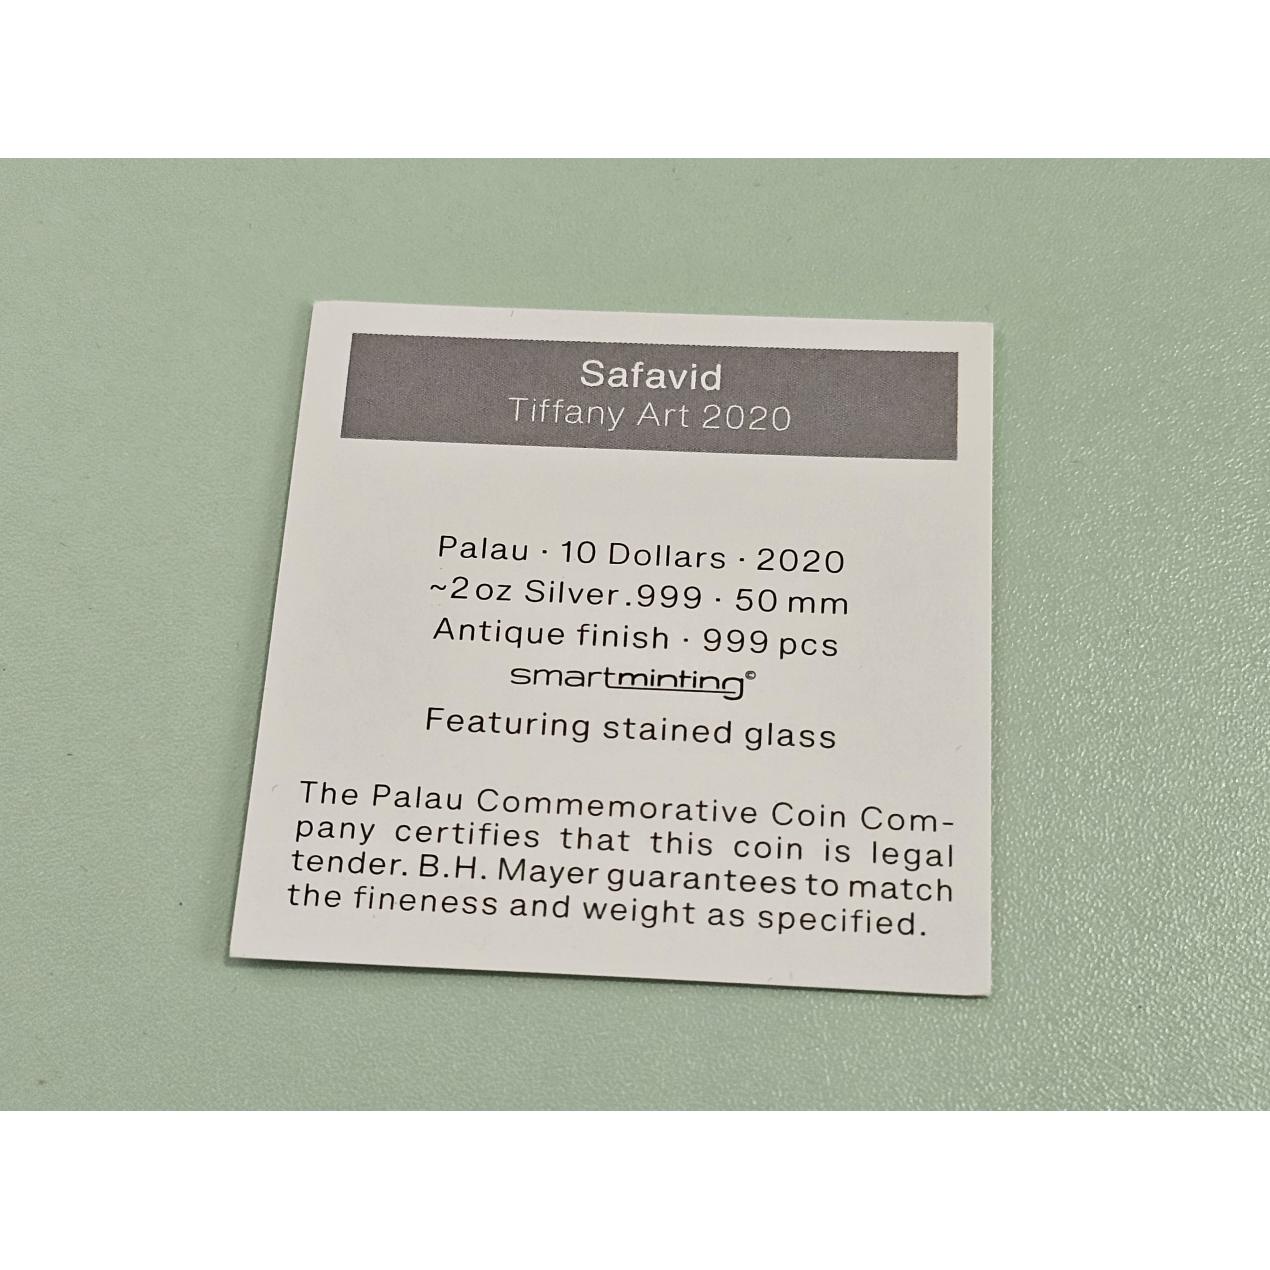 Safavid
Tiffany Art 2020
Palau · 10 Dollars · 2020
~2 oz Silver .999 · 50 mm
Antique finish · 999 pcs
smartminting©
Featuring stained glass
The Palau Commemorative Coin Com-
pany certifies that this coin is legal
tender. B.H. Mayer guarantees to match
the fineness and weight as specified.